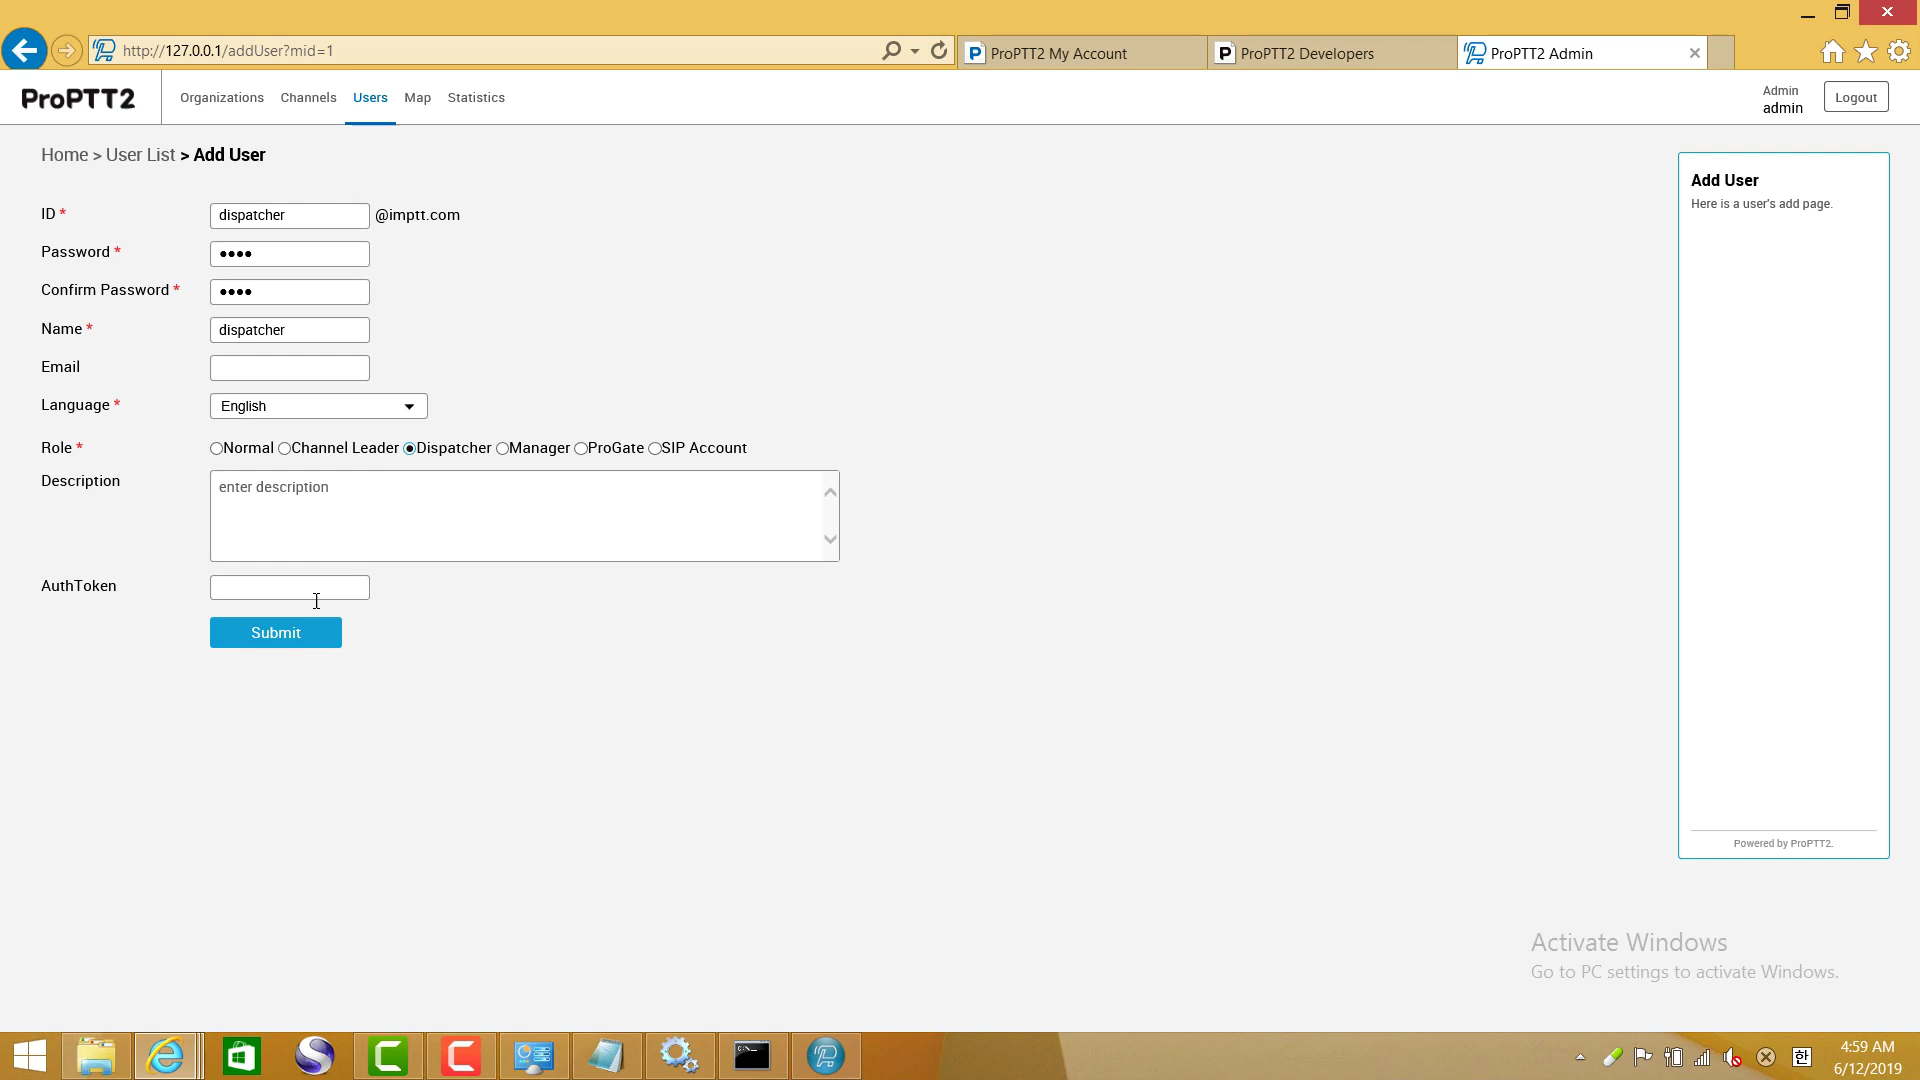 http://127.0.0.1/addUser?mid=1
ProPTT2 My Account
ProPTT2 Developers
ProPTT2 Admin
ProPTT2
Organizations
Channels
Users
Map
Statistics
Admin
admin
Logout
Home > User List > Add User
ID *
dispatcher
@imptt.com
Password *
Confirm Password *
Name *
dispatcher
Email
Language *
English
Role *
Normal
Channel Leader
Dispatcher
Manager
ProGate
SIP Account
Description
enter description
AuthToken
Submit
Add User
Here is a user's add page.
Powered by ProPTT2.
Activate Windows
Go to PC settings to activate Windows.
한
4:59 AM
6/12/2019